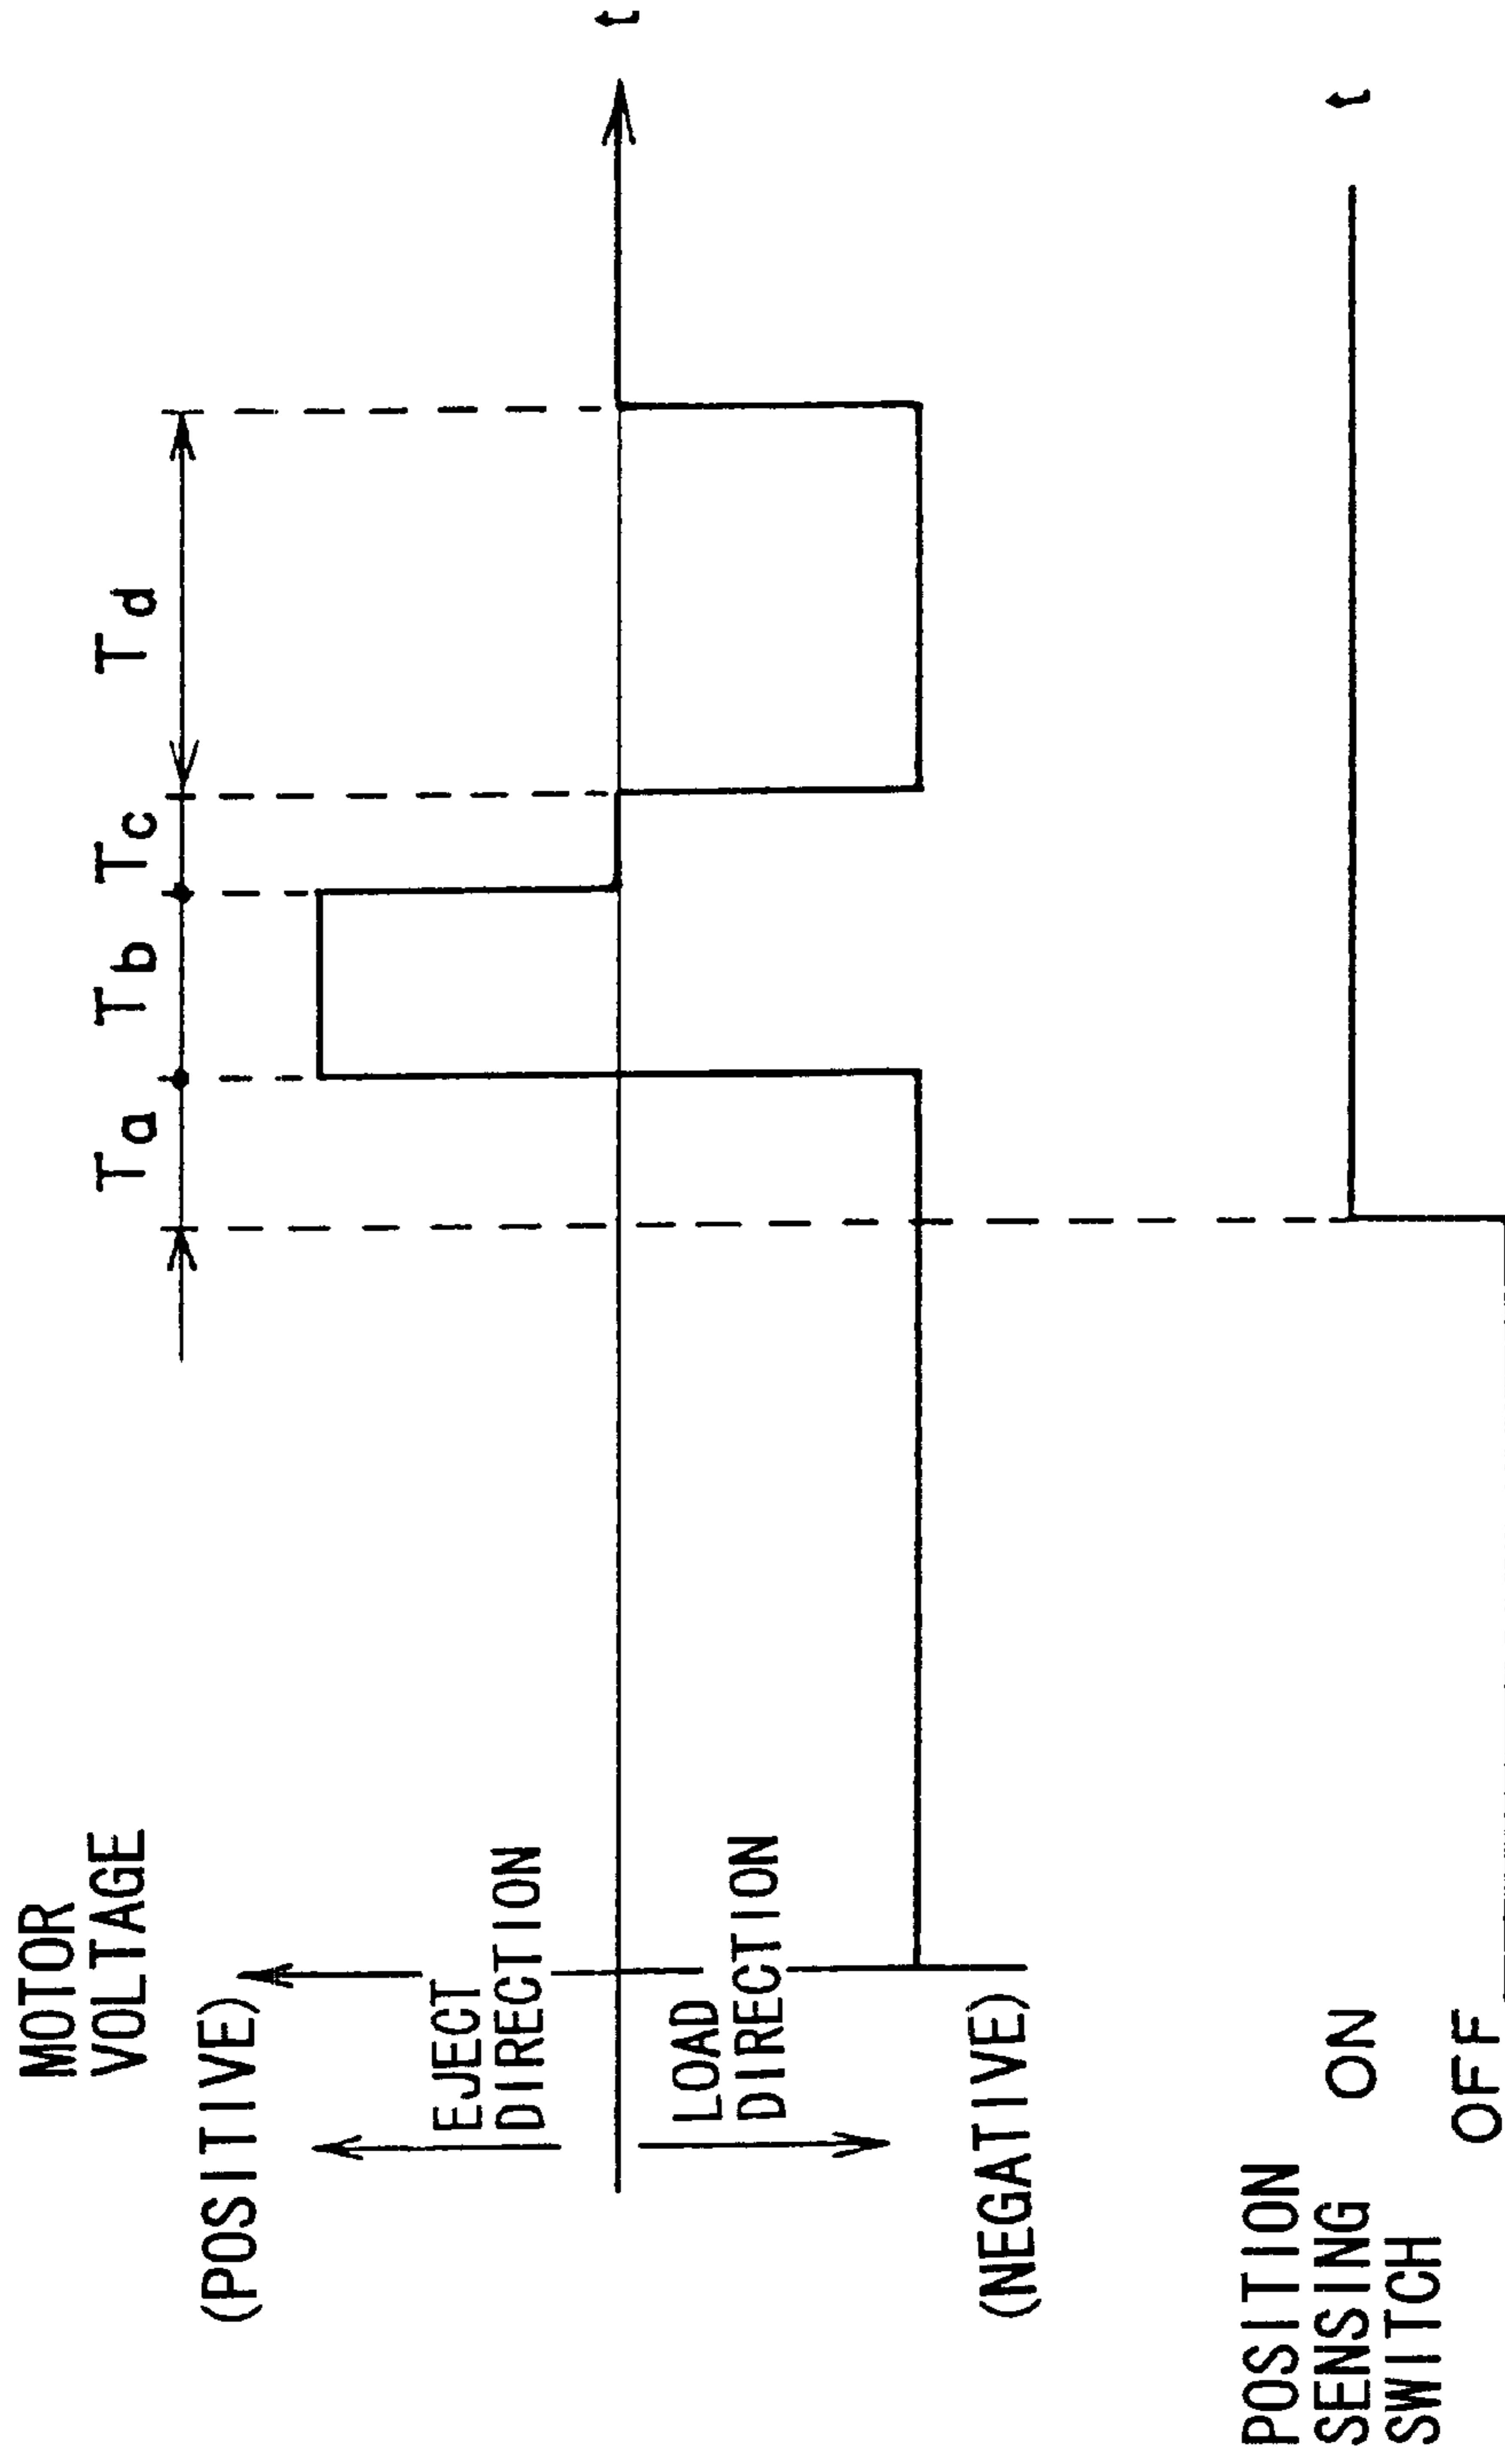 MOTOR
VOLTAGE
(POSITIVE)
EJECT
DIRECTION
LOAD
DIRECTION
(NEGATIVE)
Ta Tb Tc Td
t
POSITION
SENSING
SWITCH
ON
OFF
t